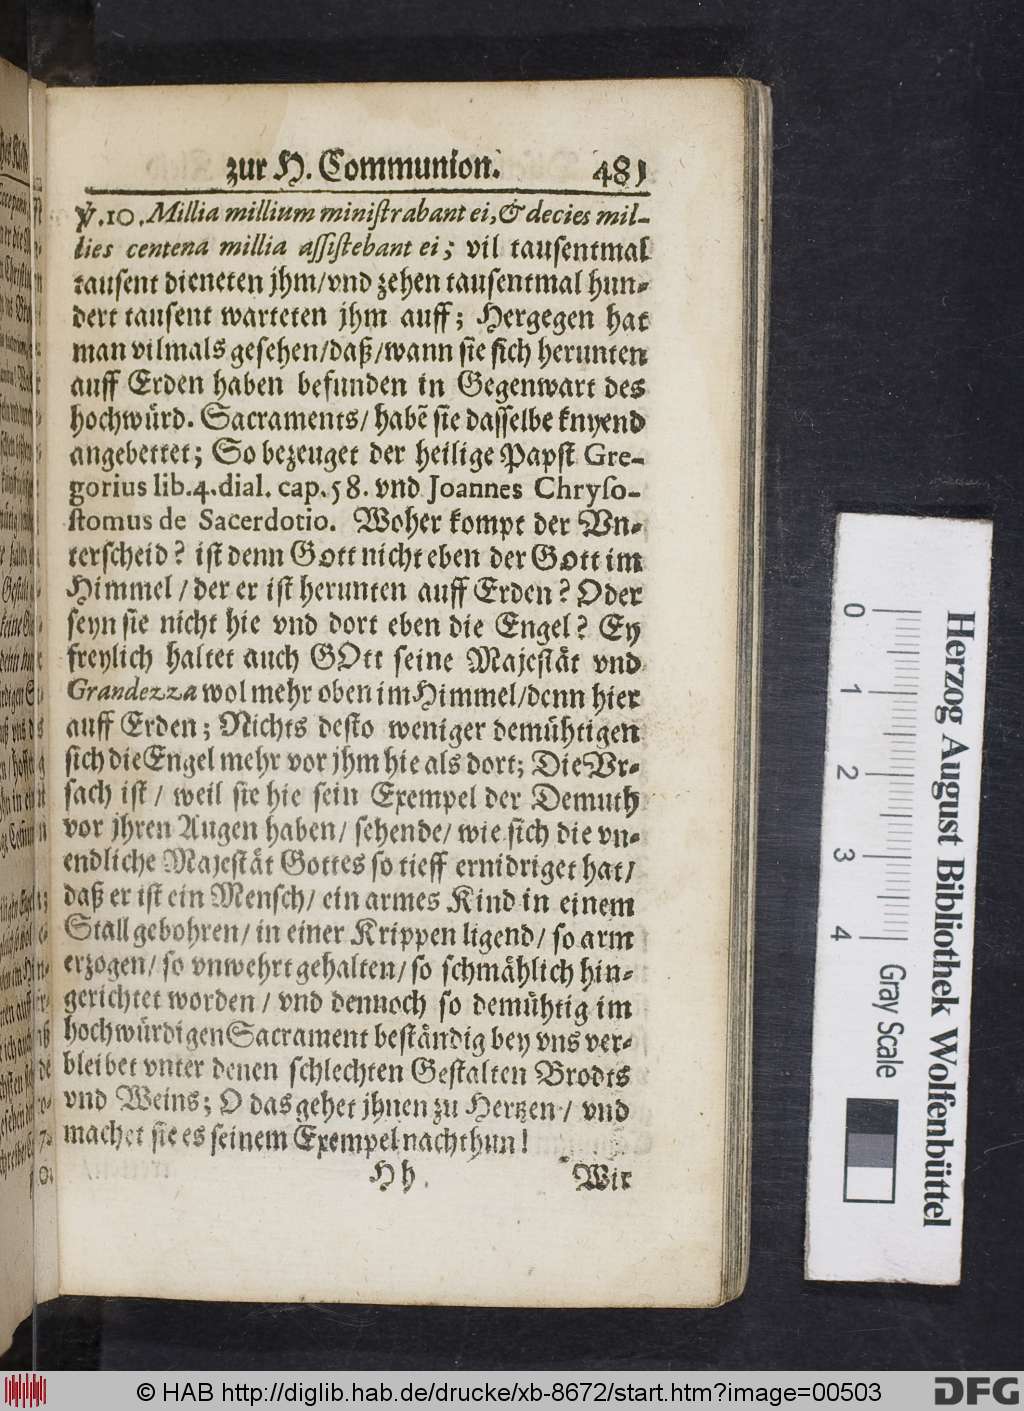 zur H. Communion. 481
℣.10. Millia millium ministrabant ei, & decies mil-
lies centena millia assistebant ei; vil tausentmal
tausent dieneten jhm/vnd zehen tausentmal hun-
dert tausent warteten jhm auff; Hergegen hat
man vilmals gesehen/daß/wann sie sich herunten
auff Erden haben befunden in Gegenwart des
hochwürd. Sacraments/ habē sie dasselbe knyend
angebettet; So bezeuget der heilige Papst Gre-
gorius lib.4.dial. cap.58. vnd Joannes Chryso-
stomus de Sacerdotio. Woher kompt der Vn-
terscheid? ist denn Gott nicht eben der Gott im
Himmel/ der er ist herunten auff Erden? Oder
seyn sie nicht hie vnd dort eben die Engel? Ey
freylich haltet auch GOtt seine Majestät vnd
Grandezza wol mehr oben im Himmel/denn hier
auff Erden; Nichts desto weniger demühtigen
sich die Engel mehr vor jhm hie als dort; Die Vr-
sach ist/ weil sie hie sein Exempel der Demuth
vor jhren Augen haben/ sehende/ wie sich die vn-
endliche Majestät Gottes so tieff ernidriget hat/
daß er ist ein Mensch/ ein armes Kind in einem
Stall gebohren/ in einer Krippen ligend/ so arm
erzogen/ so vnwehrt gehalten/ so schmählich hin-
gerichtet worden/ vnd dennoch so demühtig im
hochwürdigen Sacrament beständig bey vns ver-
bleibet vnter denen schlechten Gestalten Brodts
vnd Weins; O das gehet jhnen zu Hertzen/ vnd
machet sie es seinem Exempel nachthun!
Hh Wir
0 1 2 3 4 Gray Scale
Herzog August Bibliothek Wolfenbüttel
© HAB http://diglib.hab.de/drucke/xb-8672/start.htm?image=00503 DFG